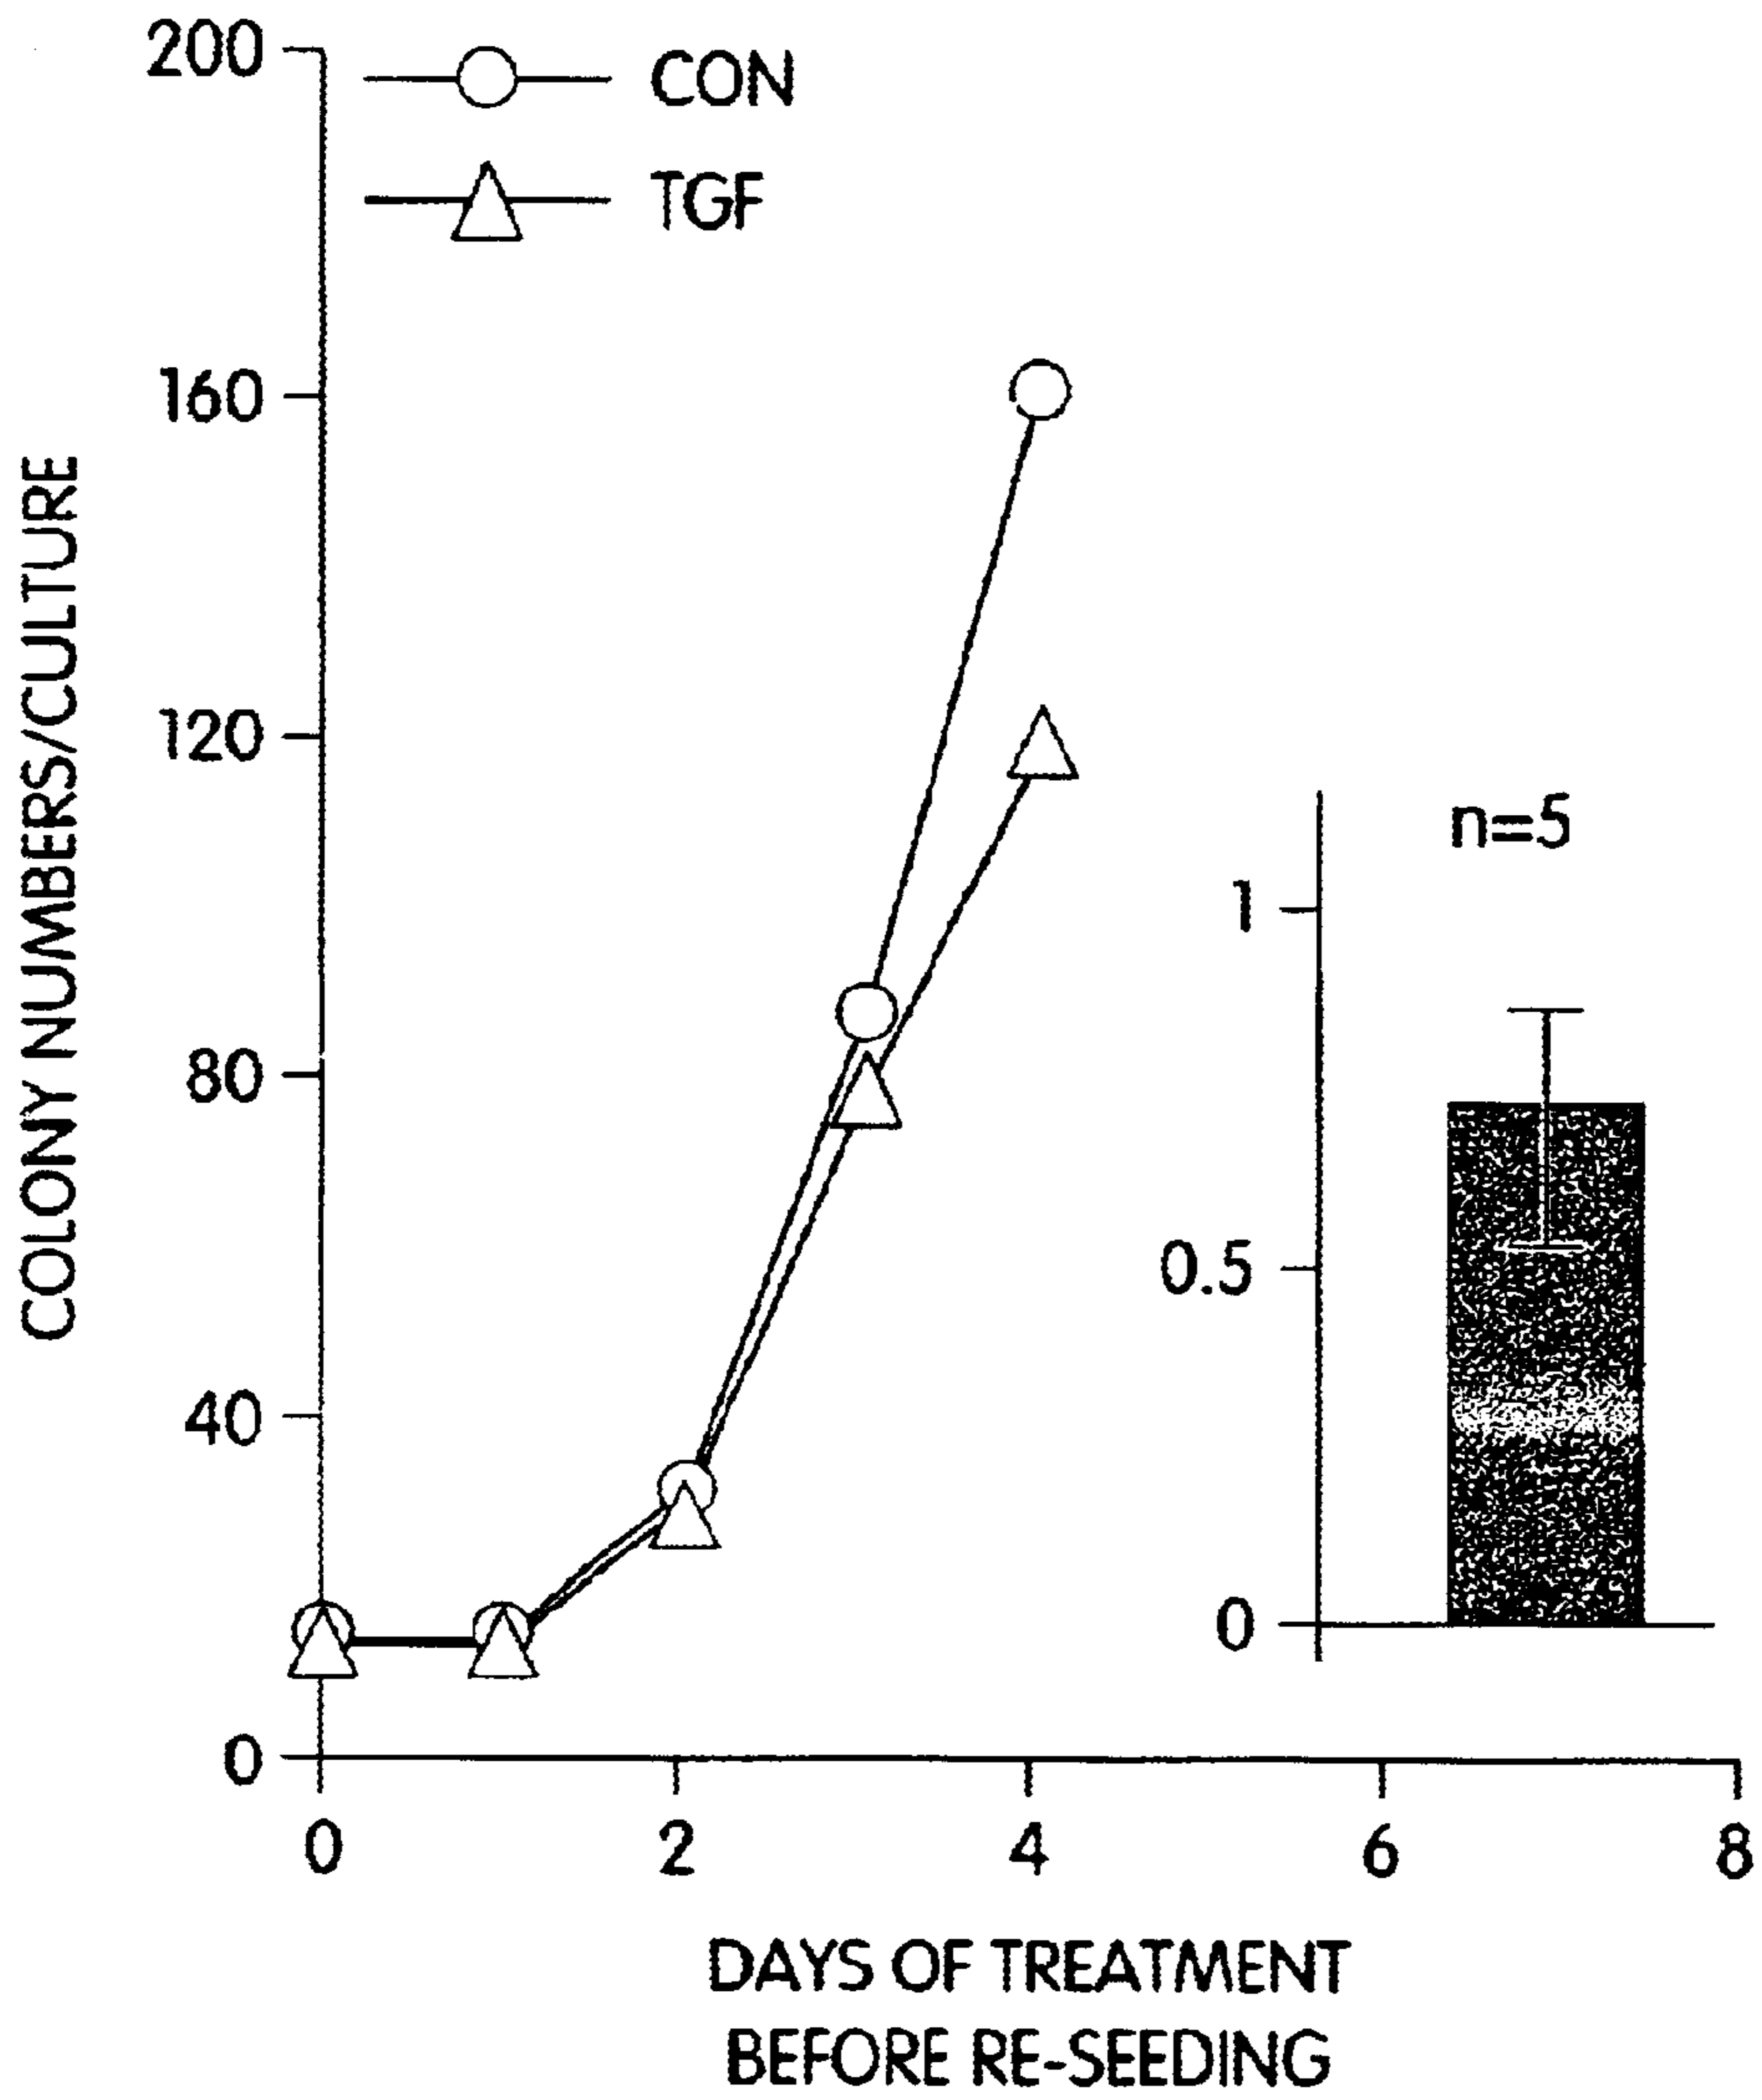 200
160
120
80
40
0
COLONY NUMBERS/CULTURE
CON
TGF
n=5
1
0.5
0
0 2 4 6 8
DAYS OF TREATMENT
BEFORE RE-SEEDING